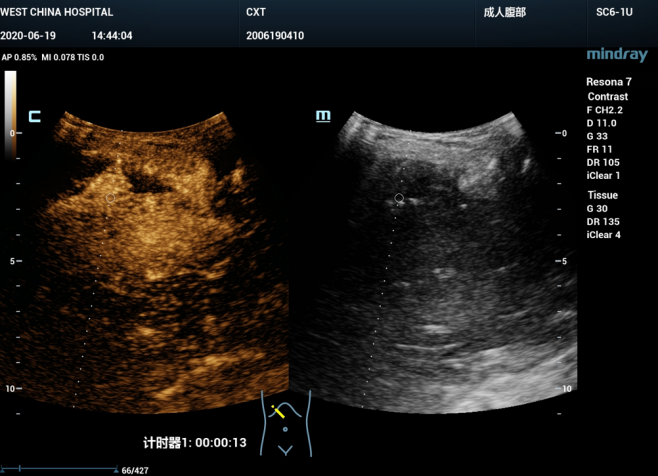 WEST CHINA HOSPITAL CXT 成人腹部 SC6-1U
2020-06-19 14:44:04 2006190410
AP 0.85% MI 0.078 TIS 0.0
mindray
Resona 7
Contrast
F CH2.2
D 11.0
G 33
FR 11
DR 105
iClear 1
Tissue
G 30
DR 135
iClear 4
C
m
0
5
10
0
5
10
计时器1: 00:00:13
66/427